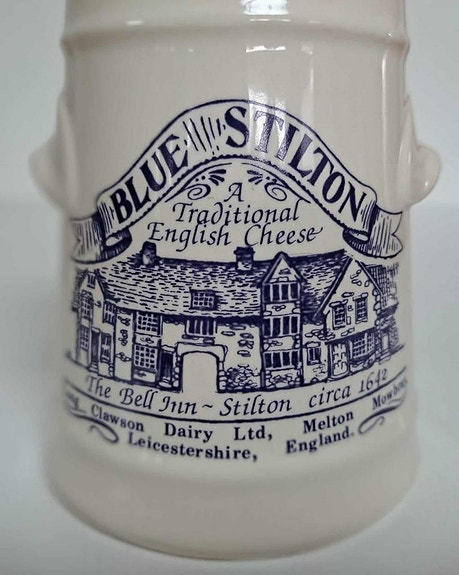 BLUE STILTON
A
Traditional
English Cheese
The Bell Inn ~ Stilton circa 1642
Clawson Dairy Ltd, Melton
Leicestershire, England.